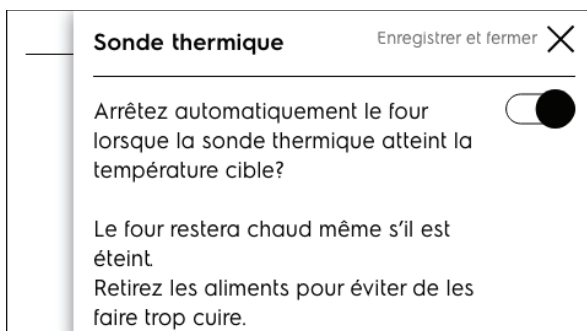 Sonde thermique
Enregistrer et fermer
Arrêtez automatiquement le four
lorsque la sonde thermique atteint la
température cible?
Le four restera chaud même s'il est
éteint.
Retirez les aliments pour éviter de les
faire trop cuire.